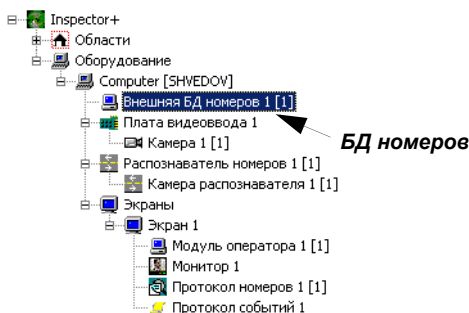 Inspector+
Области
Оборудование
Computer [SHVEDOV]
Внешняя БД номеров 1 [1]
Плата видеоввода 1
БД номеров
Камера 1 [1]
Распознаватель номеров 1 [1]
Камера распознавателя 1 [1]
Экраны
Экран 1
Модуль оператора 1 [1]
Монитор 1
Протокол номеров 1 [1]
Протокол событий 1